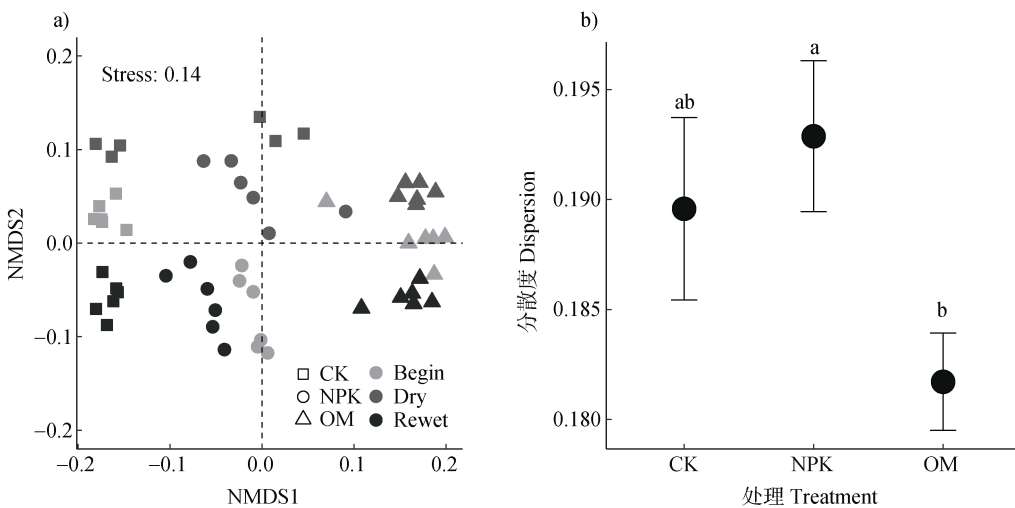 a)
Stress: 0.14
NMDS2
0.2
0.1
0.0
−0.1
−0.2
−0.2
−0.1
0.0
0.1
0.2
NMDS1
CK
NPK
OM
Begin
Dry
Rewet
b)
分散度 Dispersion
0.195
0.190
0.185
0.180
ab
a
b
CK
NPK
OM
处理 Treatment